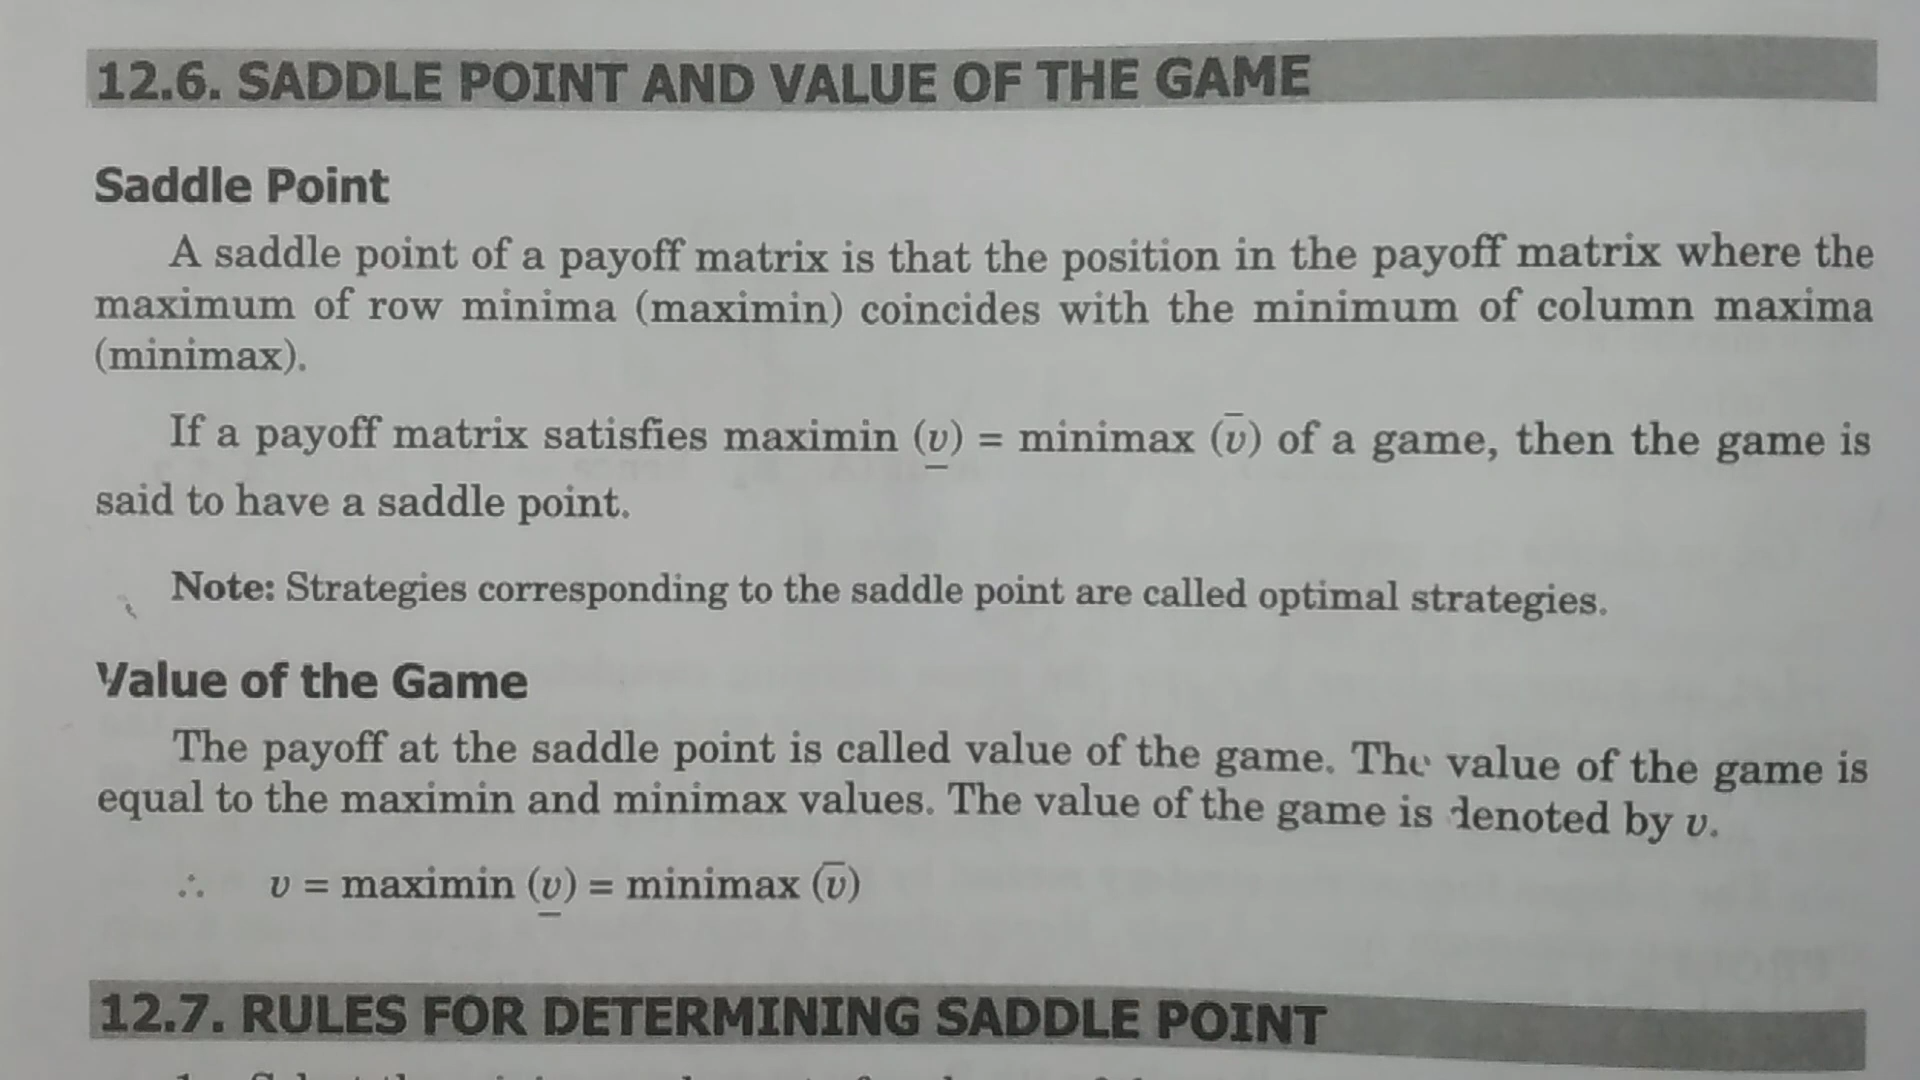 12.6. SADDLE POINT AND VALUE OF THE GAME
Saddle Point
A saddle point of a payoff matrix is that the position in the payoff matrix where the
maximum of row minima (maximin) coincides with the minimum of column maxima
(minimax).
If a payoff matrix satisfies maximin (v̲) = minimax (v̅) of a game, then the game is
said to have a saddle point.
Note: Strategies corresponding to the saddle point are called optimal strategies.
Value of the Game
The payoff at the saddle point is called value of the game. The value of the game is
equal to the maximin and minimax values. The value of the game is denoted by v.
∴ v = maximin (v̲) = minimax (v̅)
12.7. RULES FOR DETERMINING SADDLE POINT